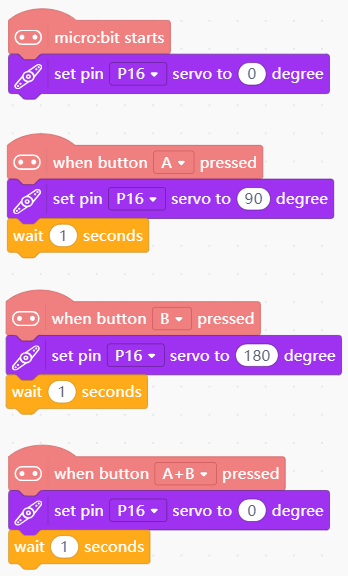 micro:bit starts
set pin P16 servo to 0 degree
when button A pressed
set pin P16 servo to 90 degree
wait 1 seconds
when button B pressed
set pin P16 servo to 180 degree
wait 1 seconds
when button A+B pressed
set pin P16 servo to 0 degree
wait 1 seconds